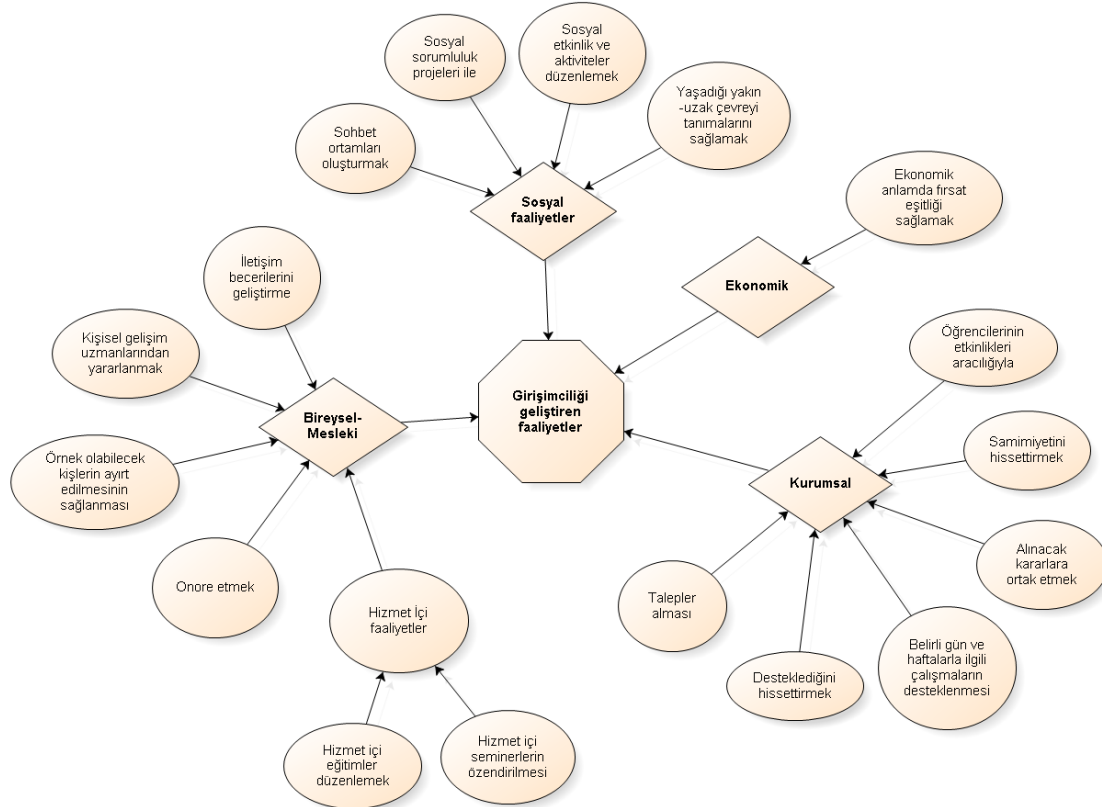 Sosyal
sorumluluk
projeleri ile
Sosyal
etkinlik ve
aktiviteler
düzenlemek
Yaşadığı yakın
-uzak çevreyi
tanımalarını
sağlamak
Sohbet
ortamları
oluşturmak
Sosyal
faaliyetler
Ekonomik
anlamda fırsat
eşitliği
sağlamak
Ekonomik
İletişim
becerilerini
geliştirme
Kişisel gelişim
uzmanlarından
yararlanmak
Bireysel-
Mesleki
Girişimciliği
geliştiren
faaliyetler
Öğrencilerinin
etkinlikleri
aracılığıyla
Samimiyetini
hissettirmek
Kurumsal
Örnek olabilecek
kişilerin ayırt
edilmesinin
sağlanması
Onore etmek
Hizmet İçi
faaliyetler
Talepler
alması
Alınacak
kararlara
ortak etmek
Desteklediğini
hissettirmek
Belirli gün ve
haftalarla ilgili
çalışmaların
desteklenmesi
Hizmet içi
eğitimler
düzenlemek
Hizmet içi
seminerlerin
özendirilmesi